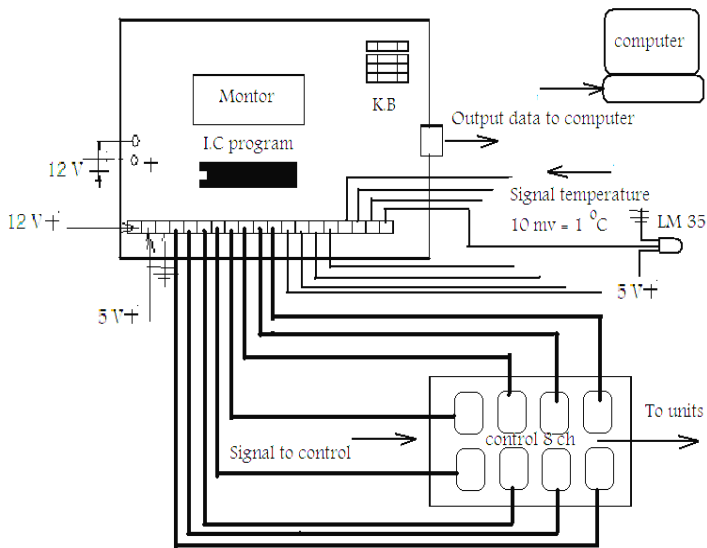 computer
Montor
K.B
Output data to computer
I.C program
12 V
+
Signal temperature
10 mv = 1 °C
LM 35
12 V+
5 V+
5 V+
To units
control 8 ch
Signal to control